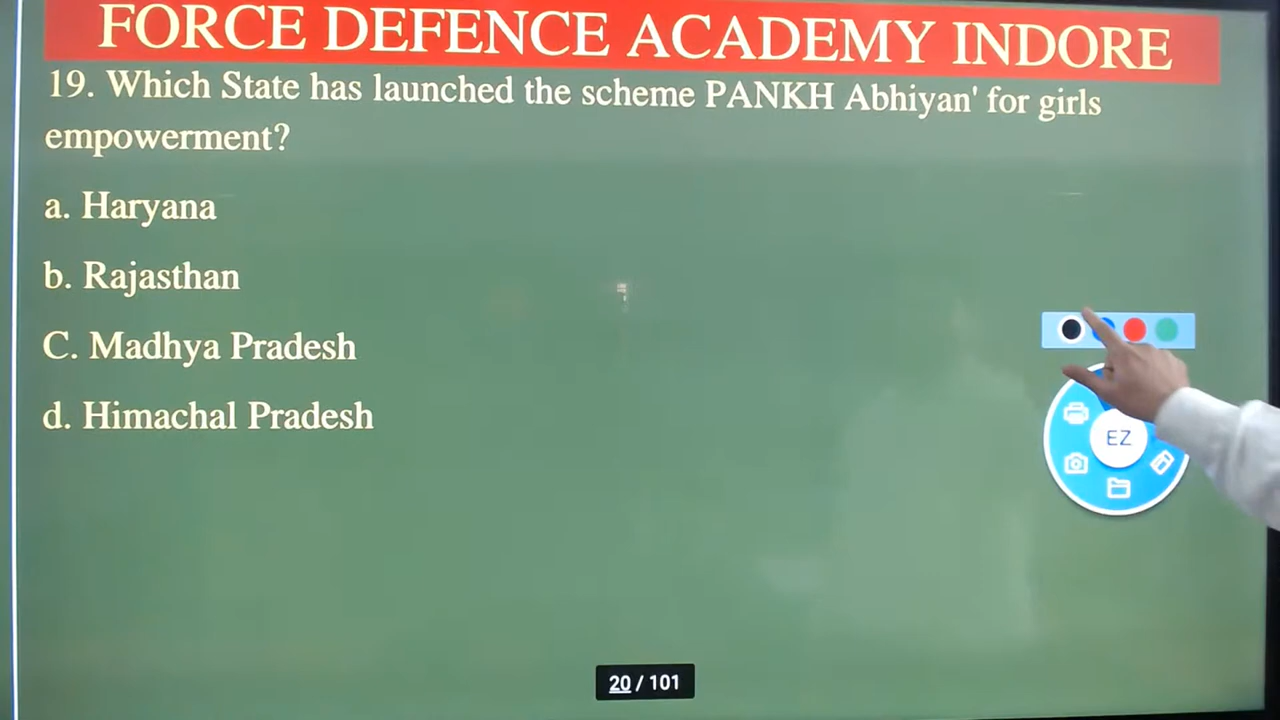 FORCE DEFENCE ACADEMY INDORE
19. Which State has launched the scheme PANKH Abhiyan' for girls
empowerment?
a. Haryana
b. Rajasthan
C. Madhya Pradesh
d. Himachal Pradesh
EZ
20 / 101